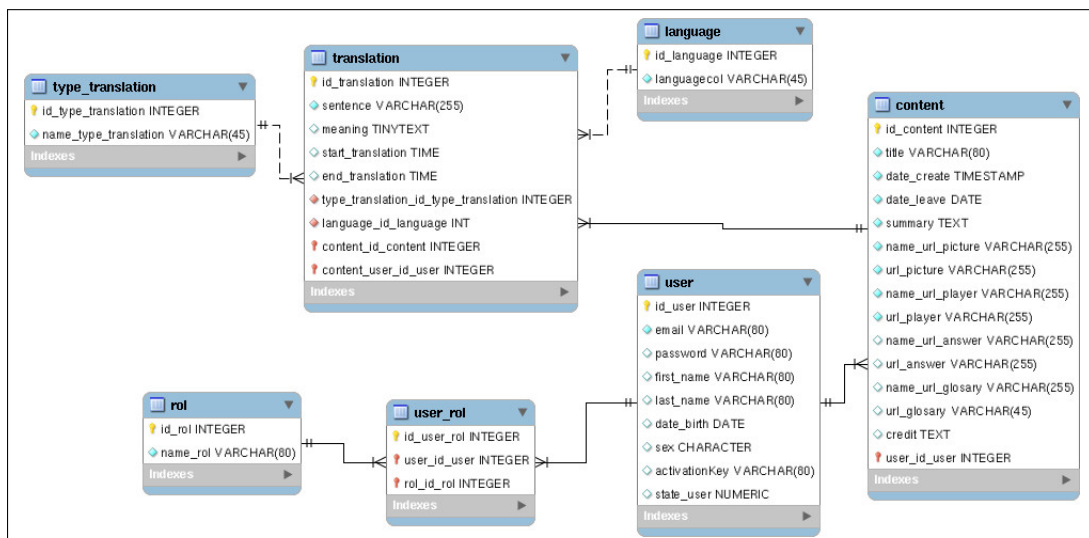 type_translation
id_type_translation INTEGER
name_type_translation VARCHAR(45)
Indexes
translation
id_translation INTEGER
sentence VARCHAR(255)
meaning TINYTEXT
start_translation TIME
end_translation TIME
type_translation_id_type_translation INTEGER
language_id_language INT
content_id_content INTEGER
content_user_id_user INTEGER
Indexes
language
id_language INTEGER
languagecol VARCHAR(45)
Indexes
content
id_content INTEGER
title VARCHAR(80)
date_create TIMESTAMP
date_leave DATE
summary TEXT
name_url_picture VARCHAR(255)
url_picture VARCHAR(255)
name_url_player VARCHAR(255)
url_player VARCHAR(255)
name_url_answer VARCHAR(255)
url_answer VARCHAR(255)
name_url_glosary VARCHAR(255)
url_glosary VARCHAR(45)
credit TEXT
user_id_user INTEGER
Indexes
rol
id_rol INTEGER
name_rol VARCHAR(80)
Indexes
user_rol
id_user_rol INTEGER
user_id_user INTEGER
rol_id_rol INTEGER
Indexes
user
id_user INTEGER
email VARCHAR(80)
password VARCHAR(80)
first_name VARCHAR(80)
last_name VARCHAR(80)
date_birth DATE
sex CHARACTER
activationKey VARCHAR(80)
state_user NUMERIC
Indexes